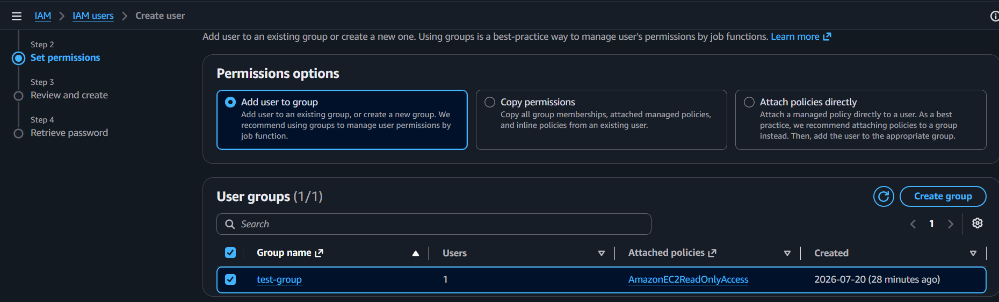 IAM > IAM users > Create user
Step 2
Set permissions
Step 3
Review and create
Step 4
Retrieve password
Add user to an existing group or create a new one. Using groups is a best-practice way to manage user's permissions by job functions. Learn more
Permissions options
Add user to group
Add user to an existing group, or create a new group. We
recommend using groups to manage user permissions by
job function.
Copy permissions
Copy all group memberships, attached managed policies,
and inline policies from an existing user.
Attach policies directly
Attach a managed policy directly to a user. As a best
practice, we recommend attaching policies to a group
instead. Then, add the user to the appropriate group.
User groups (1/1)
Create group
Search
1
Group name Users Attached policies Created
test-group 1 AmazonEC2ReadOnlyAccess 2026-07-20 (28 minutes ago)